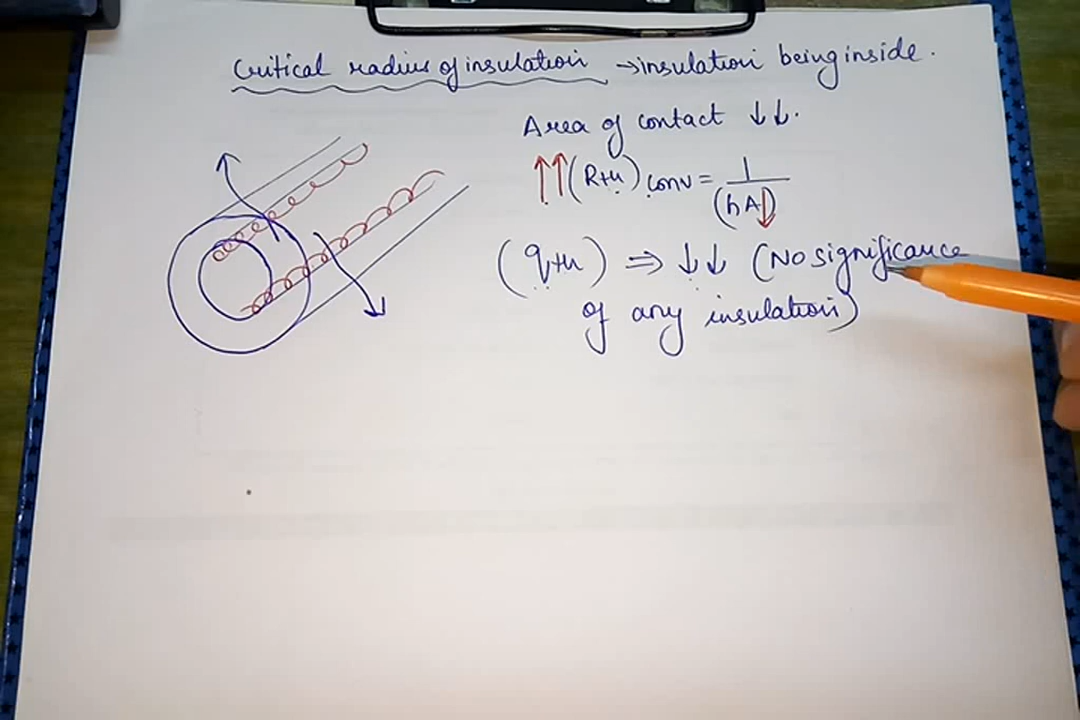 Critical radius of insulation → insulation being inside.
Area of contact ↓↓.
↑↑ (Rth) conv = 1/(hA)↓
(qth) ⇒ ↓↓ (No significance
of any insulation)